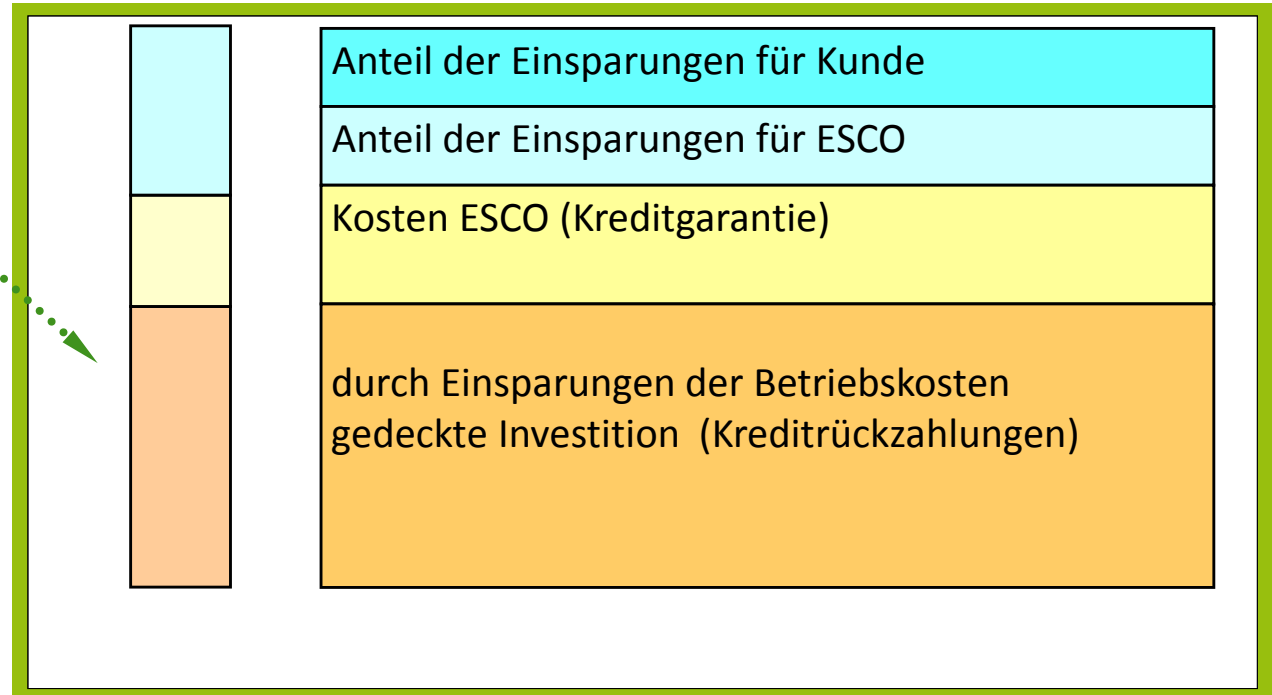 Anteil der Einsparungen für Kunde
Anteil der Einsparungen für ESCO
Kosten ESCO (Kreditgarantie)
durch Einsparungen der Betriebskosten
gedeckte Investition (Kreditrückzahlungen)